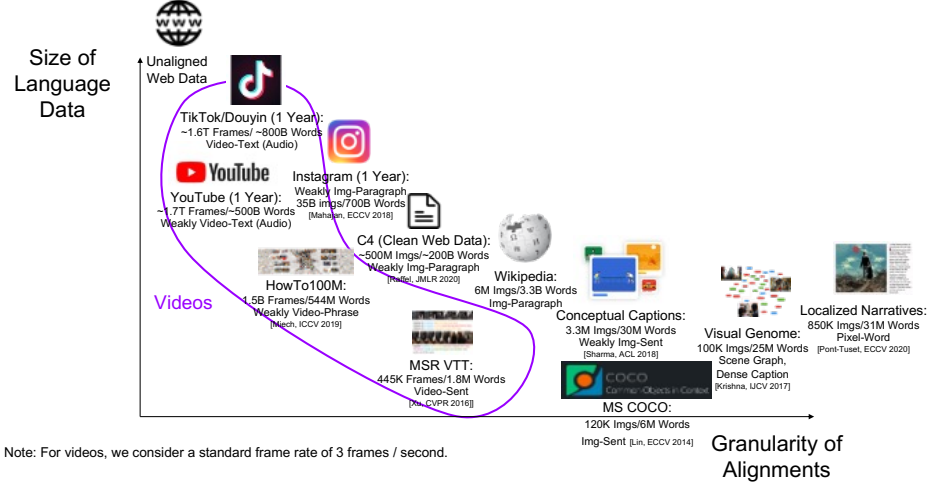 WWW
Size of
Language
Data
Unaligned
Web Data
TikTok/Douyin (1 Year):
~1.6T Frames/ ~800B Words
Video-Text (Audio)
YouTube
YouTube (1 Year):
~1.7T Frames/~500B Words
Weakly Video-Text (Audio)
Instagram (1 Year):
Weakly Img-Paragraph
35B imgs/700B Words
[Mahajan, ECCV 2018]
C4 (Clean Web Data):
~500M Imgs/~200B Words
Weakly Img-Paragraph
[Raffel, JMLR 2020]
HowTo100M:
1.5B Frames/544M Words
Weakly Video-Phrase
[Miech, ICCV 2019]
Videos
MSR VTT:
445K Frames/1.8M Words
Video-Sent
[Xu, CVPR 2016]]
Wikipedia:
6M Imgs/3.3B Words
Img-Paragraph
Conceptual Captions:
3.3M Imgs/30M Words
Weakly Img-Sent
[Sharma, ACL 2018]
COCO
Common Objects in Context
MS COCO:
120K Imgs/6M Words
Img-Sent [Lin, ECCV 2014]
Visual Genome:
100K Imgs/25M Words
Scene Graph,
Dense Caption
[Krishna, IJCV 2017]
Localized Narratives:
850K Imgs/31M Words
Pixel-Word
[Pont-Tuset, ECCV 2020]
Granularity of
Alignments
Note: For videos, we consider a standard frame rate of 3 frames / second.